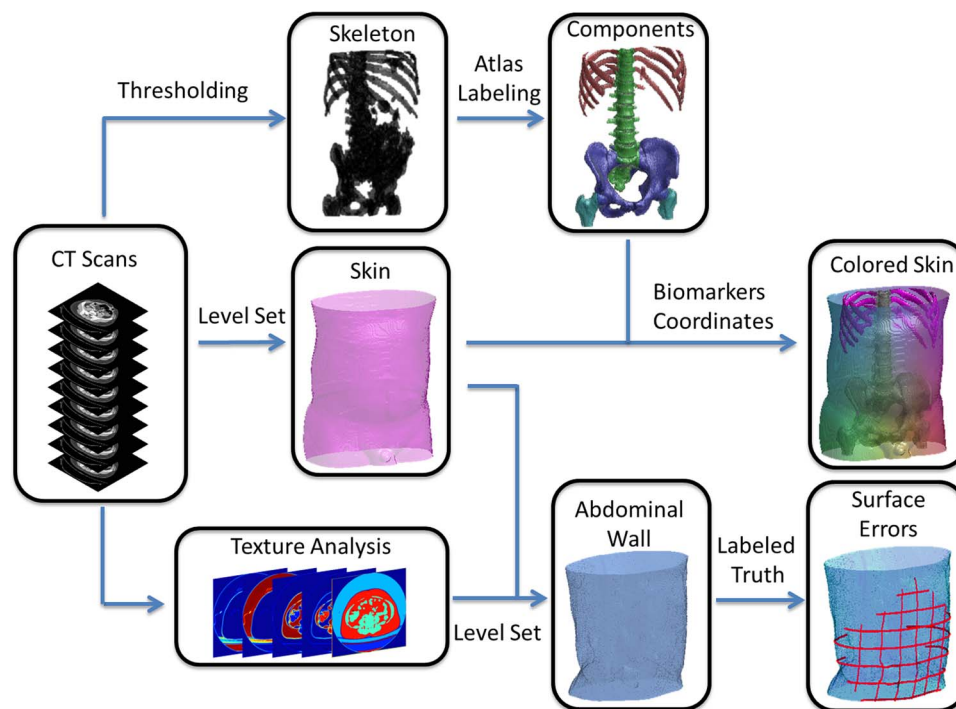 Skeleton
Components
Thresholding
Atlas
Labeling
CT Scans
Skin
Colored Skin
Level Set
Biomarkers
Coordinates
Texture Analysis
Abdominal
Wall
Surface
Errors
Labeled
Truth
Level Set